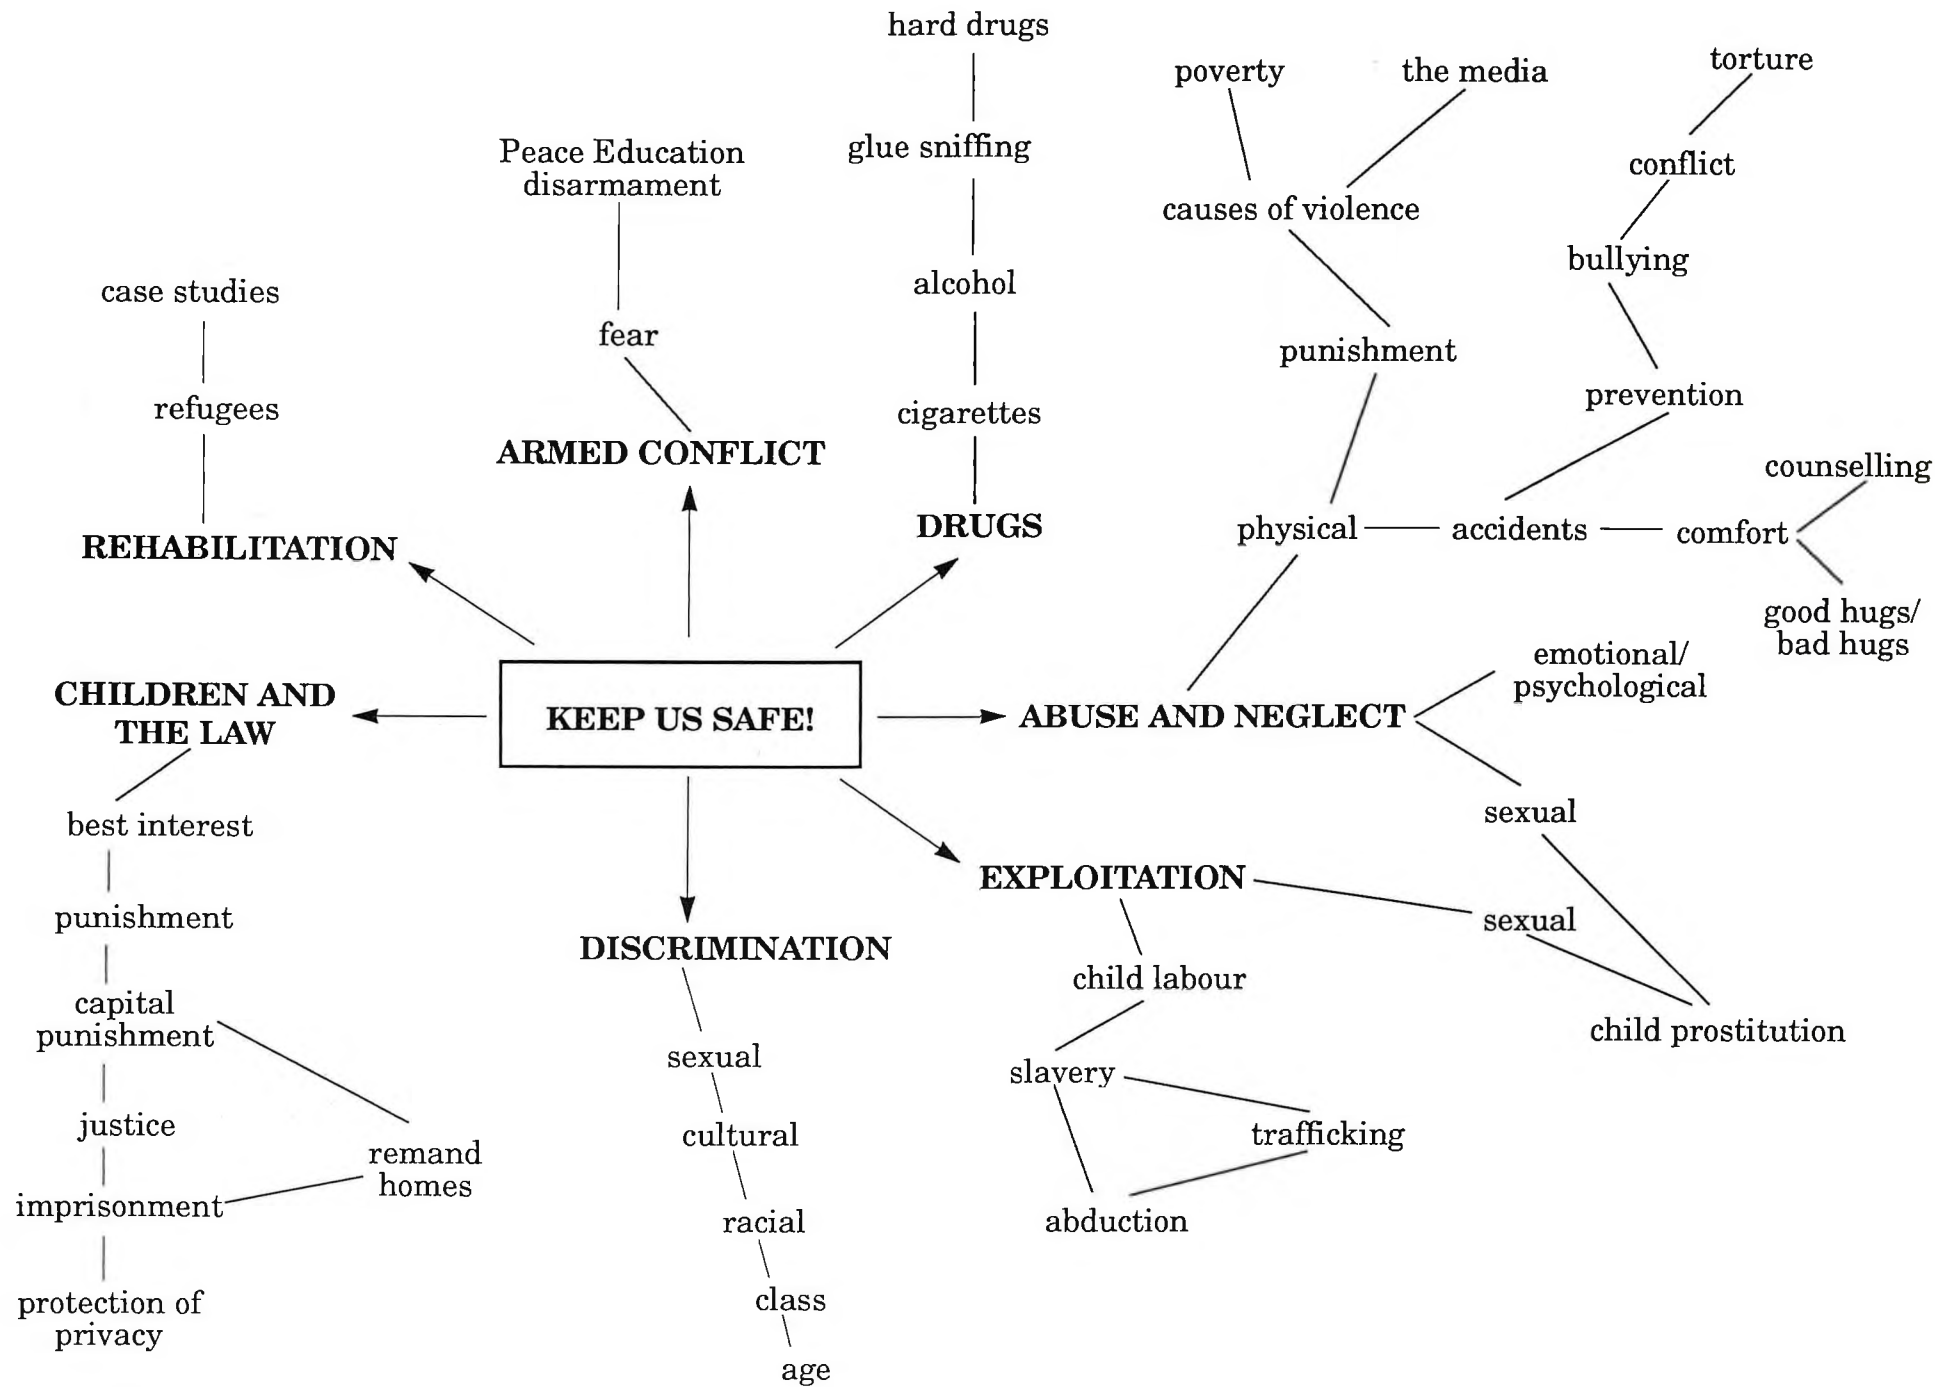 hard drugs
poverty
the media
torture
Peace Education
disarmament
glue sniffing
conflict
causes of violence
bullying
case studies
alcohol
fear
punishment
refugees
cigarettes
prevention
ARMED CONFLICT
counselling
REHABILITATION
DRUGS
physical
accidents
comfort
good hugs/
bad hugs
emotional/
psychological
CHILDREN AND
THE LAW
KEEP US SAFE!
ABUSE AND NEGLECT
best interest
sexual
EXPLOITATION
punishment
sexual
DISCRIMINATION
child labour
capital
punishment
child prostitution
sexual
slavery
justice
cultural
trafficking
remand
homes
imprisonment
racial
abduction
protection of
privacy
class
age